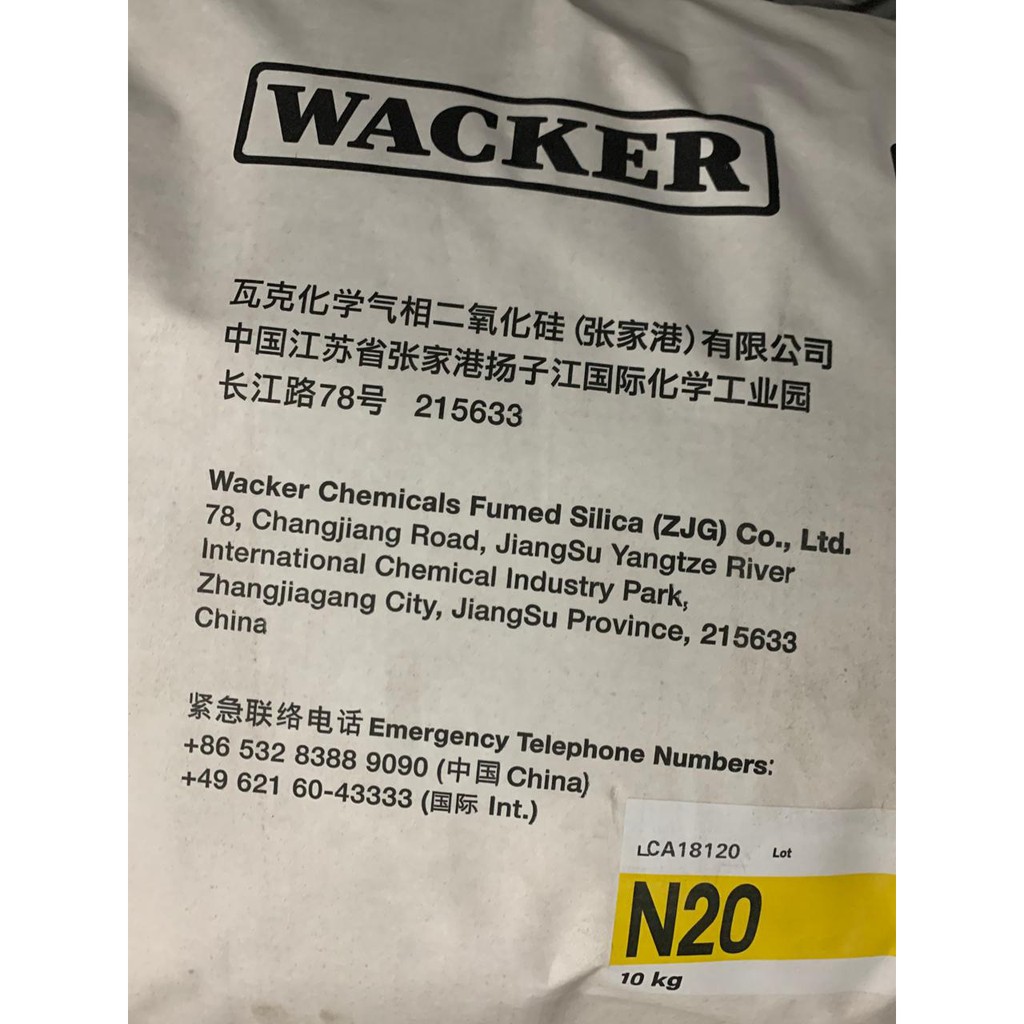 WACKER
瓦克化学气相二氧化硅(张家港)有限公司
中国江苏省张家港扬子江国际化学工业园
长江路78号 215633
Wacker Chemicals Fumed Silica (ZJG) Co., Ltd.
78, Changjiang Road, JiangSu Yangtze River
International Chemical Industry Park,
Zhangjiagang City, JiangSu Province, 215633
China
紧急联络电话 Emergency Telephone Numbers:
+86 532 8388 9090 (中国 China)
+49 621 60-43333 (国际 Int.)
LCA18120 Lot
N20
10 kg